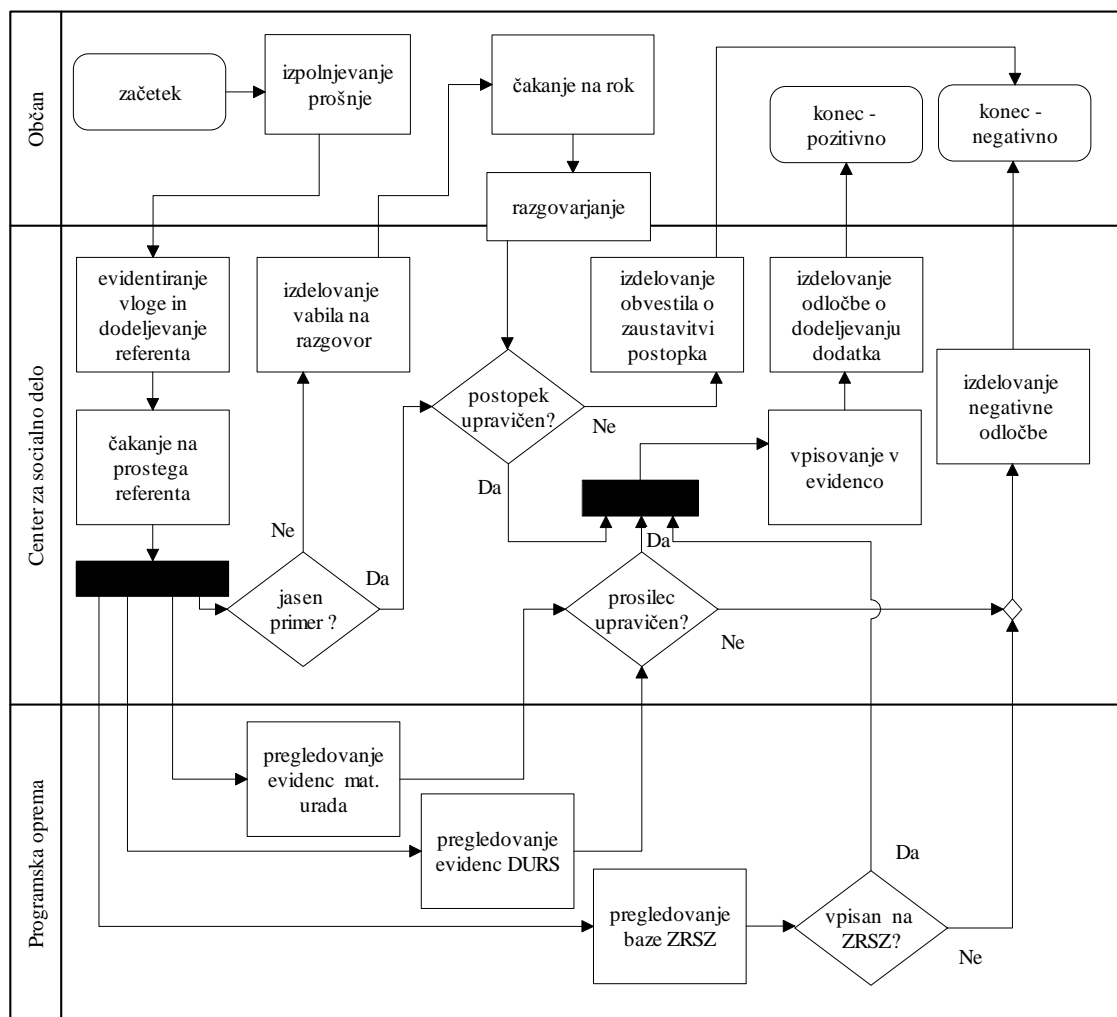 Občan
začetek
izpolnjevanje
prošnje
čakanje na rok
razgovarjanje
konec -
pozitivno
konec -
negativno
Center za socialno delo
evidentiranje
vloge in
dodeljevanje
referenta
izdelovanje
vabila na
razgovor
izdelovanje
obvestila o
zaustavitvi
postopka
izdelovanje
odločbe o
dodeljevanju
dodatka
izdelovanje
negativne
odločbe
postopek
upravičen?
Ne
Da
čakanje na
prostega
referenta
vpisovanje v
evidenco
Ne
Da
jasen
primer ?
Da
prosilec
upravičen?
Ne
Programska oprema
pregledovanje
evidenc mat.
urada
pregledovanje
evidenc DURS
pregledovanje
baze ZRSZ
Da
vpisan na
ZRSZ?
Ne